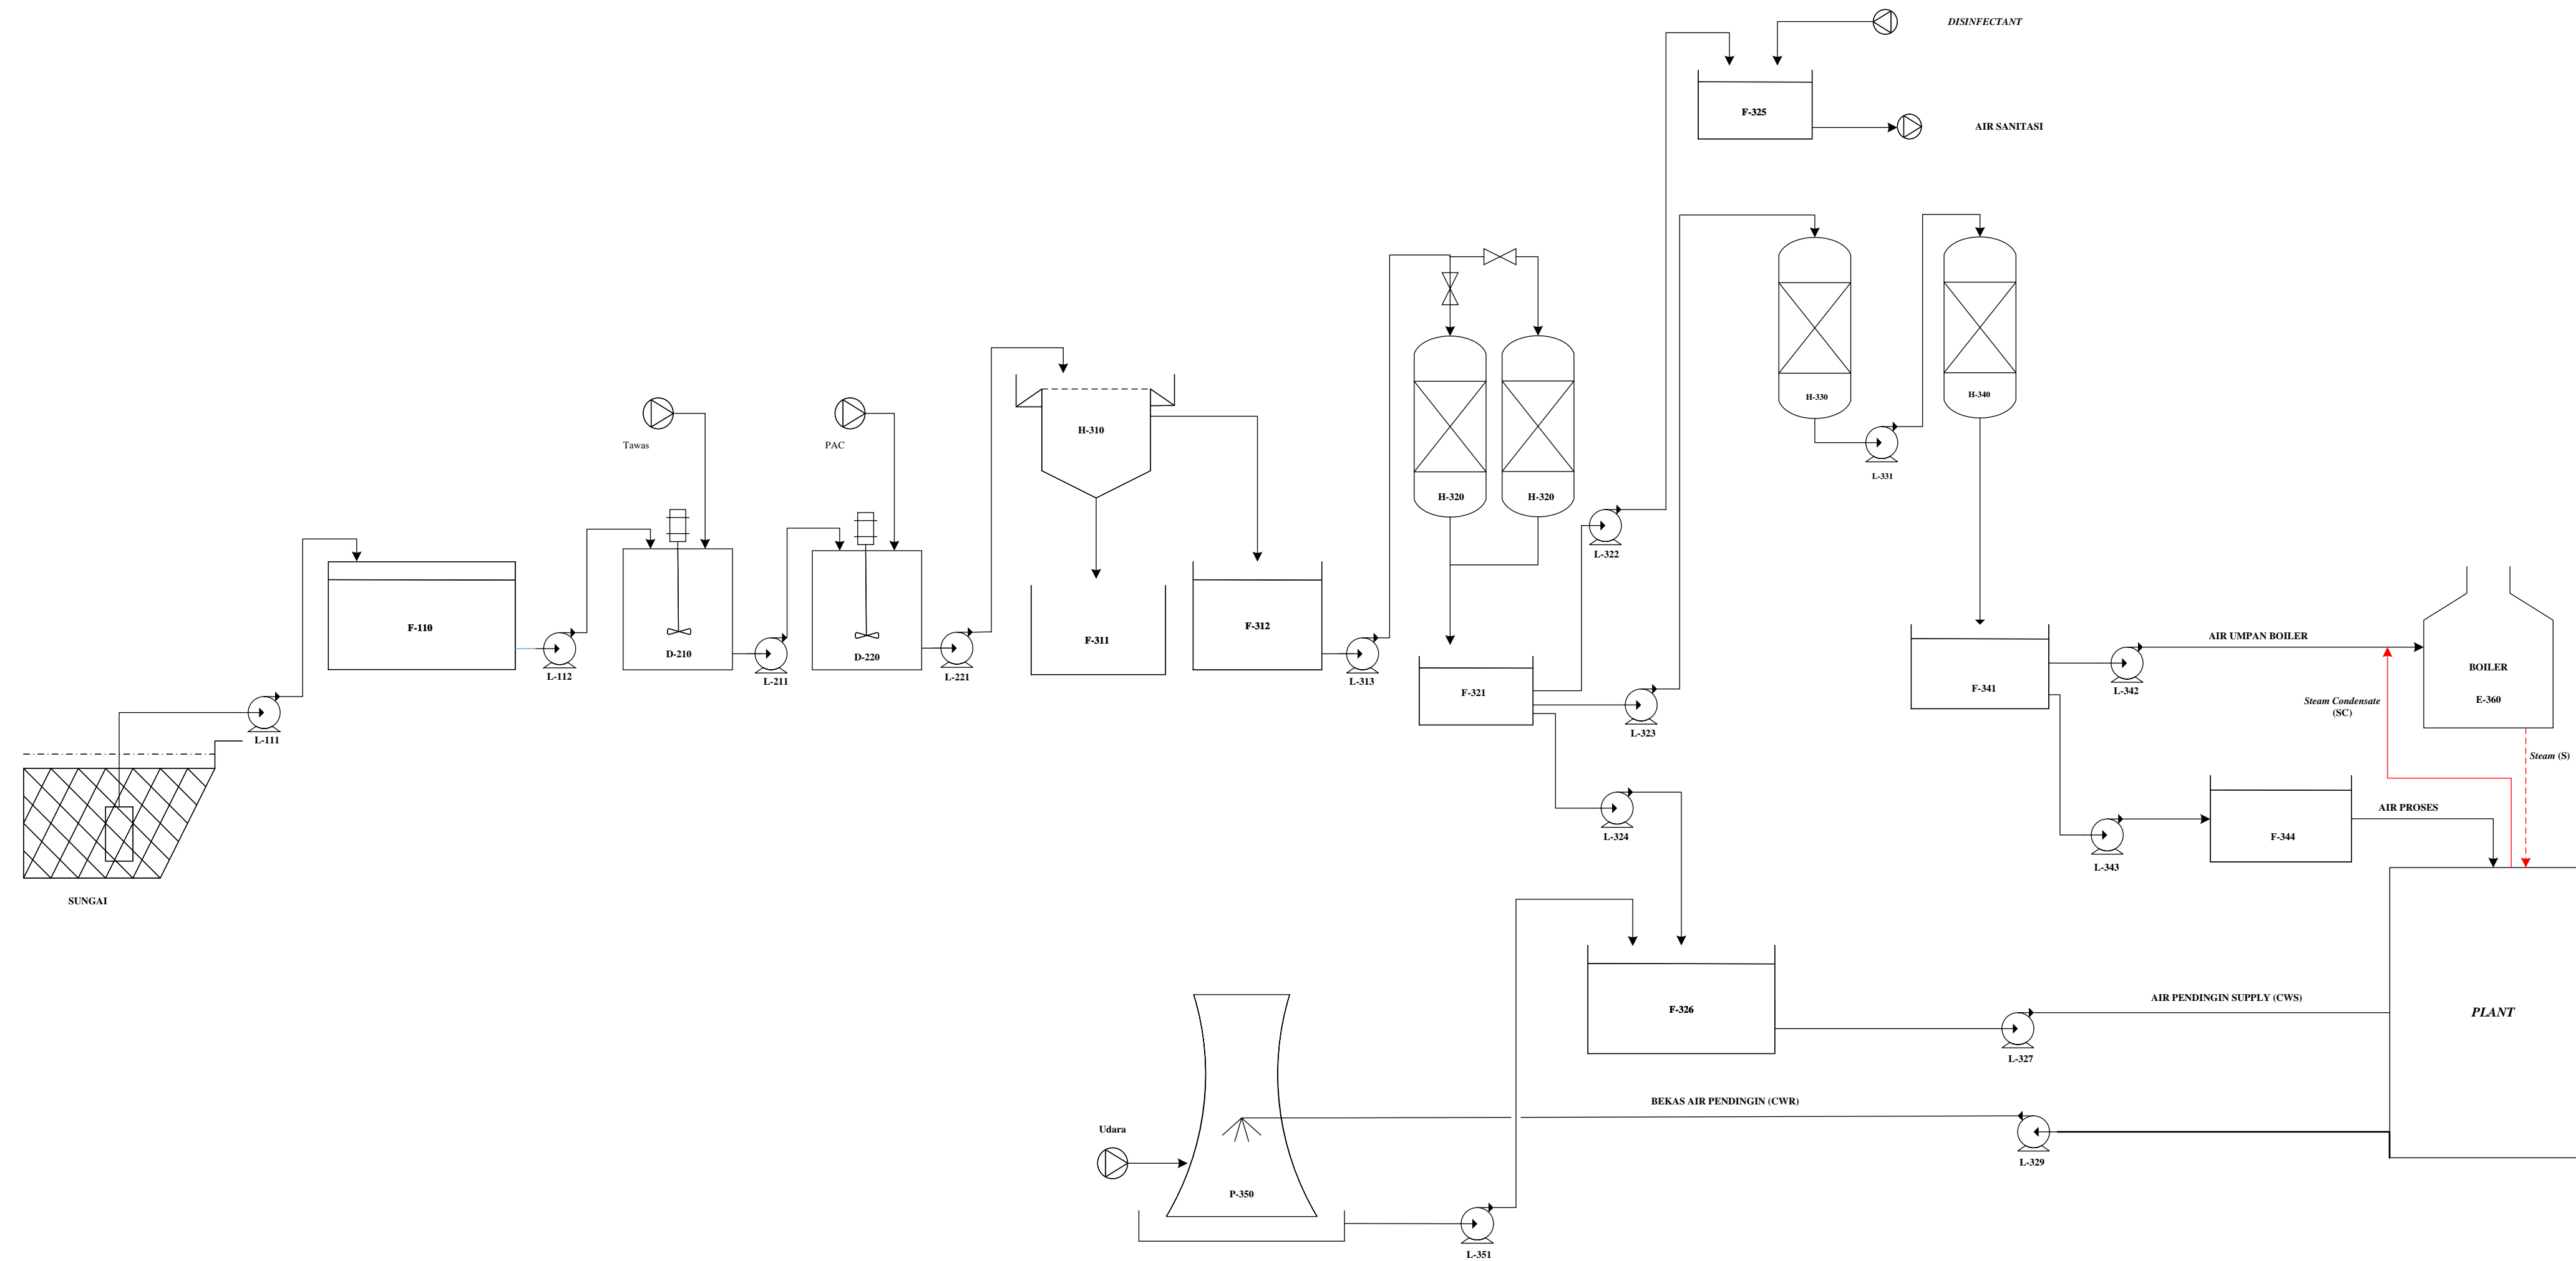 DISINFECTANT
F-325
AIR SANITASI
H-330
H-340
L-331
Tawas
PAC
H-310
H-320
H-320
L-322
F-110
L-112
D-210
L-211
D-220
L-221
F-311
F-312
L-313
F-321
L-323
L-324
L-111
SUNGAI
F-341
L-342
AIR UMPAN BOILER
BOILER
E-360
Steam Condensate
(SC)
Steam (S)
L-343
F-344
AIR PROSES
F-326
L-327
AIR PENDINGIN SUPPLY (CWS)
PLANT
BEKAS AIR PENDINGIN (CWR)
L-329
Udara
P-350
L-351